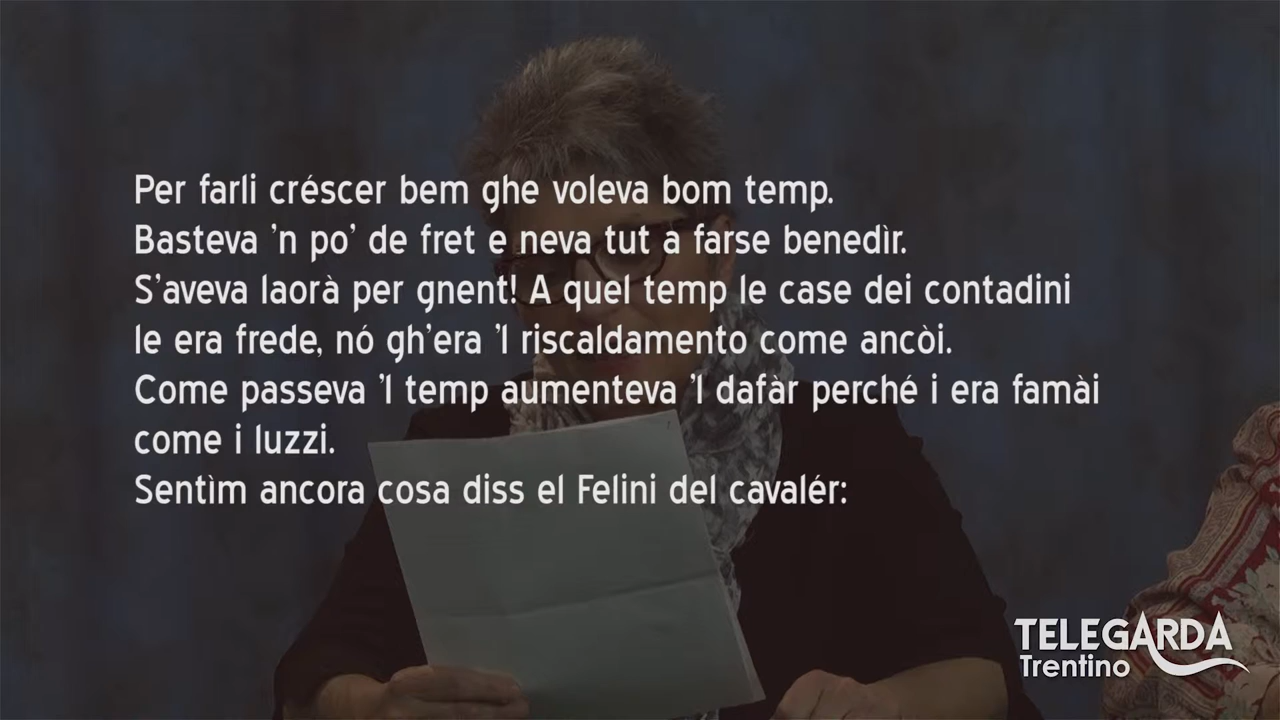 Per farli créscer bem ghe voleva bom temp.
Basteva 'n po' de fret e neva tut a farse benedìr.
S'aveva laorà per gnent! A quel temp le case dei contadini
le era frede, nó gh'era 'l riscaldamento come ancòi.
Come passeva 'l temp aumenteva 'l dafàr perché i era famài
come i luzzi.
Sentìm ancora cosa diss el Felini del cavalér:
TELEGARDA
Trentino